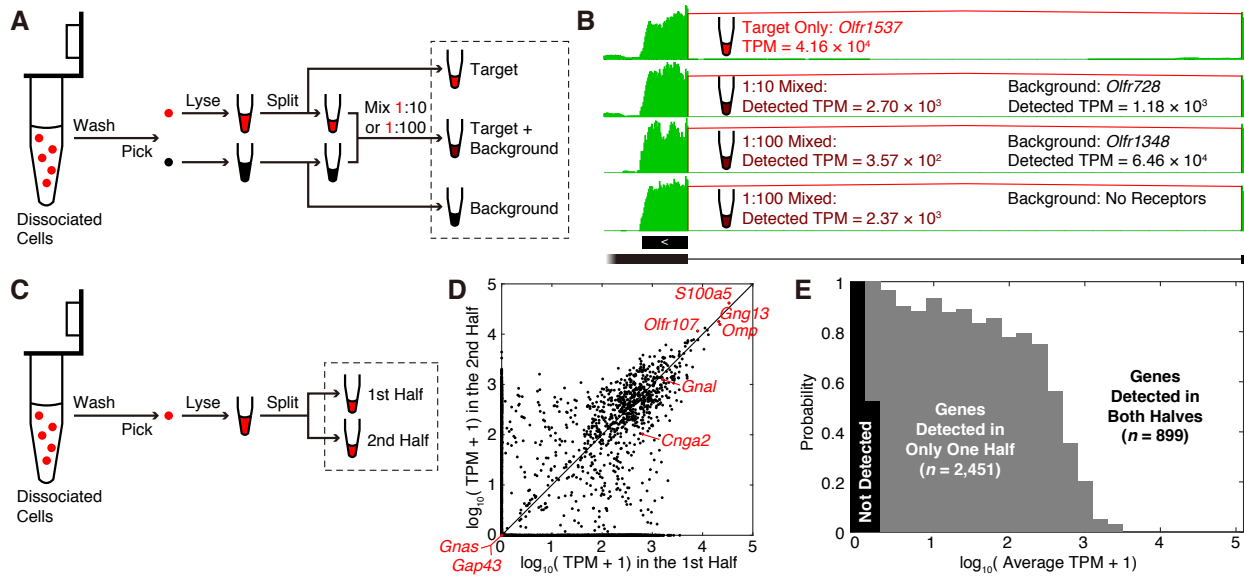 A
Dissociated
Cells
Wash
Pick
Lyse
Split
Mix 1:10
or 1:100
Target
Target +
Background
Background
B
Target Only: Olfr1537
TPM = 4.16 × 10⁴
1:10 Mixed:
Detected TPM = 2.70 × 10³
Background: Olfr728
Detected TPM = 1.18 × 10³
1:100 Mixed:
Detected TPM = 3.57 × 10²
Background: Olfr1348
Detected TPM = 6.46 × 10⁴
1:100 Mixed:
Detected TPM = 2.37 × 10³
Background: No Receptors
<
C
Dissociated
Cells
Wash
Pick
Lyse
Split
1st Half
2nd Half
D
log₁₀( TPM + 1) in the 2nd Half
5
4
3
2
1
0
S100a5
Gng13
Olfr107
Omp
Gnal
Cnga2
Gnas
Gap43
0 1 2 3 4 5
log₁₀( TPM + 1) in the 1st Half
E
Probability
1
0.8
0.6
0.4
0.2
0
Not Detected
Genes
Detected in
Only One Half
(n = 2,451)
Genes
Detected in
Both Halves
(n = 899)
0 1 2 3 4 5
log₁₀( Average TPM + 1)